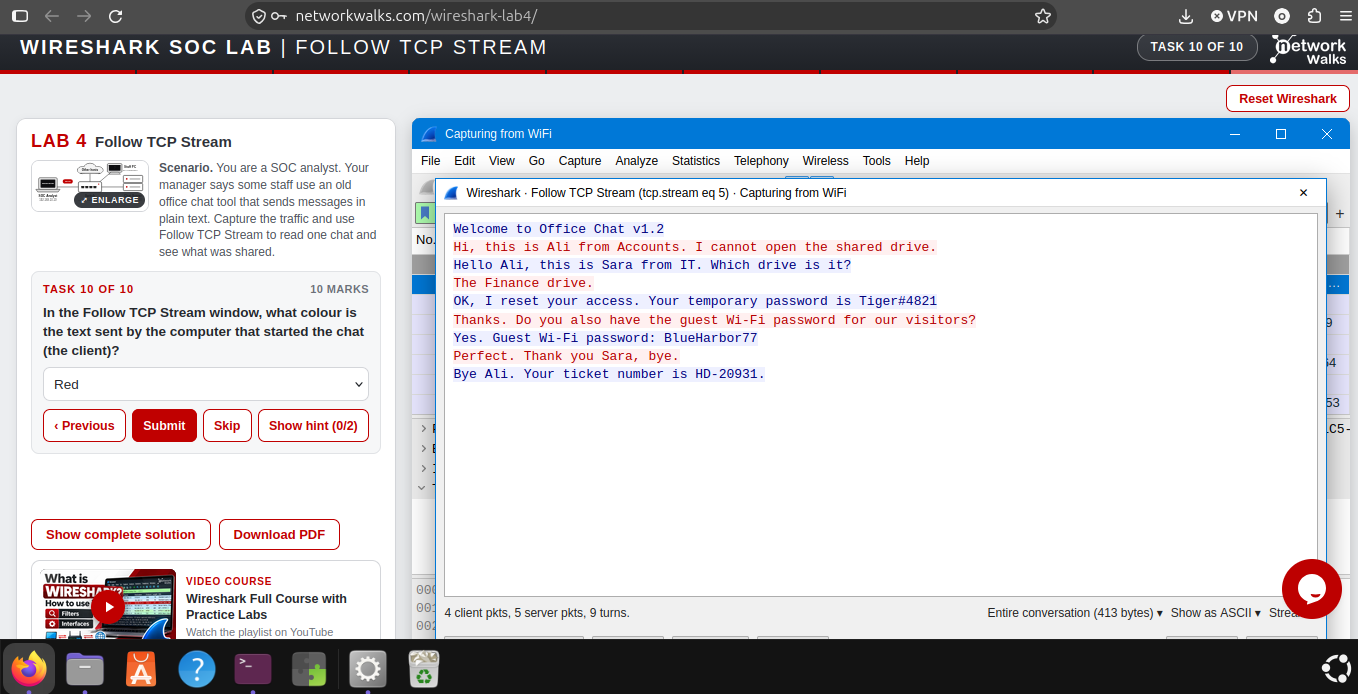 networkwalks.com/wireshark-lab4/
VPN
WIRESHARK SOC LAB | FOLLOW TCP STREAM
TASK 10 OF 10
network
Walks
Reset Wireshark
LAB 4 Follow TCP Stream
ENLARGE
Scenario. You are a SOC analyst. Your
manager says some staff use an old
office chat tool that sends messages in
plain text. Capture the traffic and use
Follow TCP Stream to read one chat and
see what was shared.
TASK 10 OF 10
10 MARKS
In the Follow TCP Stream window, what colour is
the text sent by the computer that started the chat
(the client)?
Red
‹ Previous
Submit
Skip
Show hint (0/2)
Show complete solution
Download PDF
What is
WIRESHARK?
How to use
Filters
Interfaces
VIDEO COURSE
Wireshark Full Course with
Practice Labs
Watch the playlist on YouTube
Capturing from WiFi
File Edit View Go Capture Analyze Statistics Telephony Wireless Tools Help
Wireshark · Follow TCP Stream (tcp.stream eq 5) · Capturing from WiFi
No.
Welcome to Office Chat v1.2
Hi, this is Ali from Accounts. I cannot open the shared drive.
Hello Ali, this is Sara from IT. Which drive is it?
The Finance drive.
OK, I reset your access. Your temporary password is Tiger#4821
Thanks. Do you also have the guest Wi-Fi password for our visitors?
Yes. Guest Wi-Fi password: BlueHarbor77
Perfect. Thank you Sara, bye.
Bye Ali. Your ticket number is HD-20931.
4 client pkts, 5 server pkts, 9 turns.
Entire conversation (413 bytes) ▾ Show as ASCII ▾